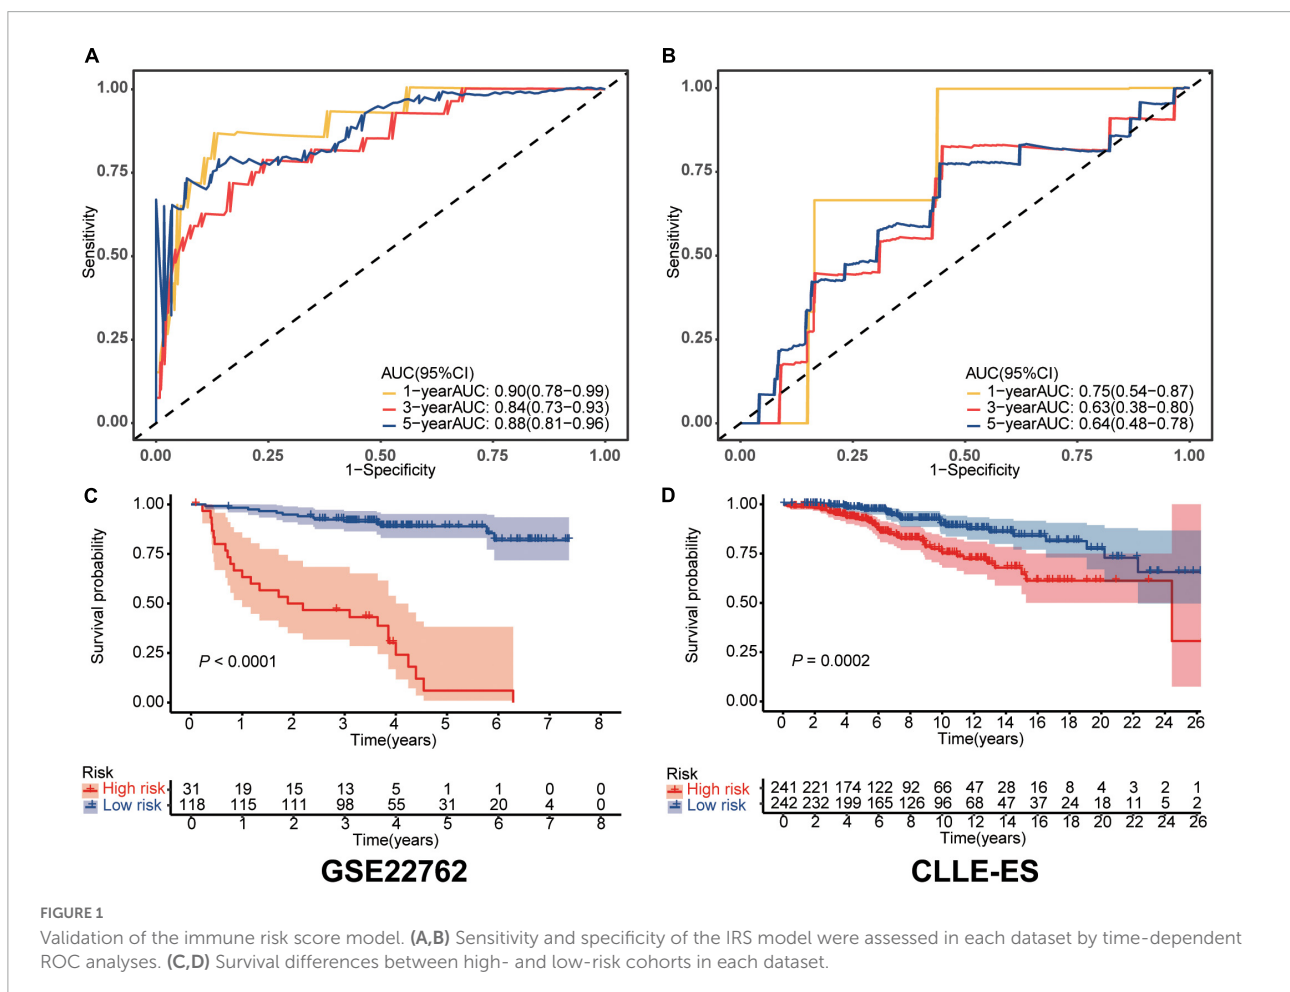 A
1.00
0.75
0.50
0.25
0.00
Sensitivity
AUC(95%CI)
1−yearAUC: 0.90(0.78−0.99)
3−yearAUC: 0.84(0.73−0.93)
5−yearAUC: 0.88(0.81−0.96)
0.00 0.25 0.50 0.75 1.00
1−Specificity
B
1.00
0.75
0.50
0.25
0.00
Sensitivity
AUC(95%CI)
1−yearAUC: 0.75(0.54−0.87)
3−yearAUC: 0.63(0.38−0.80)
5−yearAUC: 0.64(0.48−0.78)
0.00 0.25 0.50 0.75 1.00
1−Specificity
C
1.00
0.75
0.50
0.25
0.00
Survival probability
P < 0.0001
0 1 2 3 4 5 6 7 8
Time(years)
Risk
High risk 31 19 15 13 5 1 1 0 0
Low risk 118 115 111 98 55 31 20 4 0
0 1 2 3 4 5 6 7 8
Time(years)
GSE22762
D
1.00
0.75
0.50
0.25
0.00
Survival probability
P = 0.0002
0 2 4 6 8 10 12 14 16 18 20 22 24 26
Time(years)
Risk
High risk 241 221 174 122 92 66 47 28 16 8 4 3 2 1
Low risk 242 232 199 165 126 96 68 47 37 24 18 11 5 2
0 2 4 6 8 10 12 14 16 18 20 22 24 26
Time(years)
CLLE-ES
FIGURE 1
Validation of the immune risk score model. (A,B) Sensitivity and specificity of the IRS model were assessed in each dataset by time-dependent
ROC analyses. (C,D) Survival differences between high- and low-risk cohorts in each dataset.